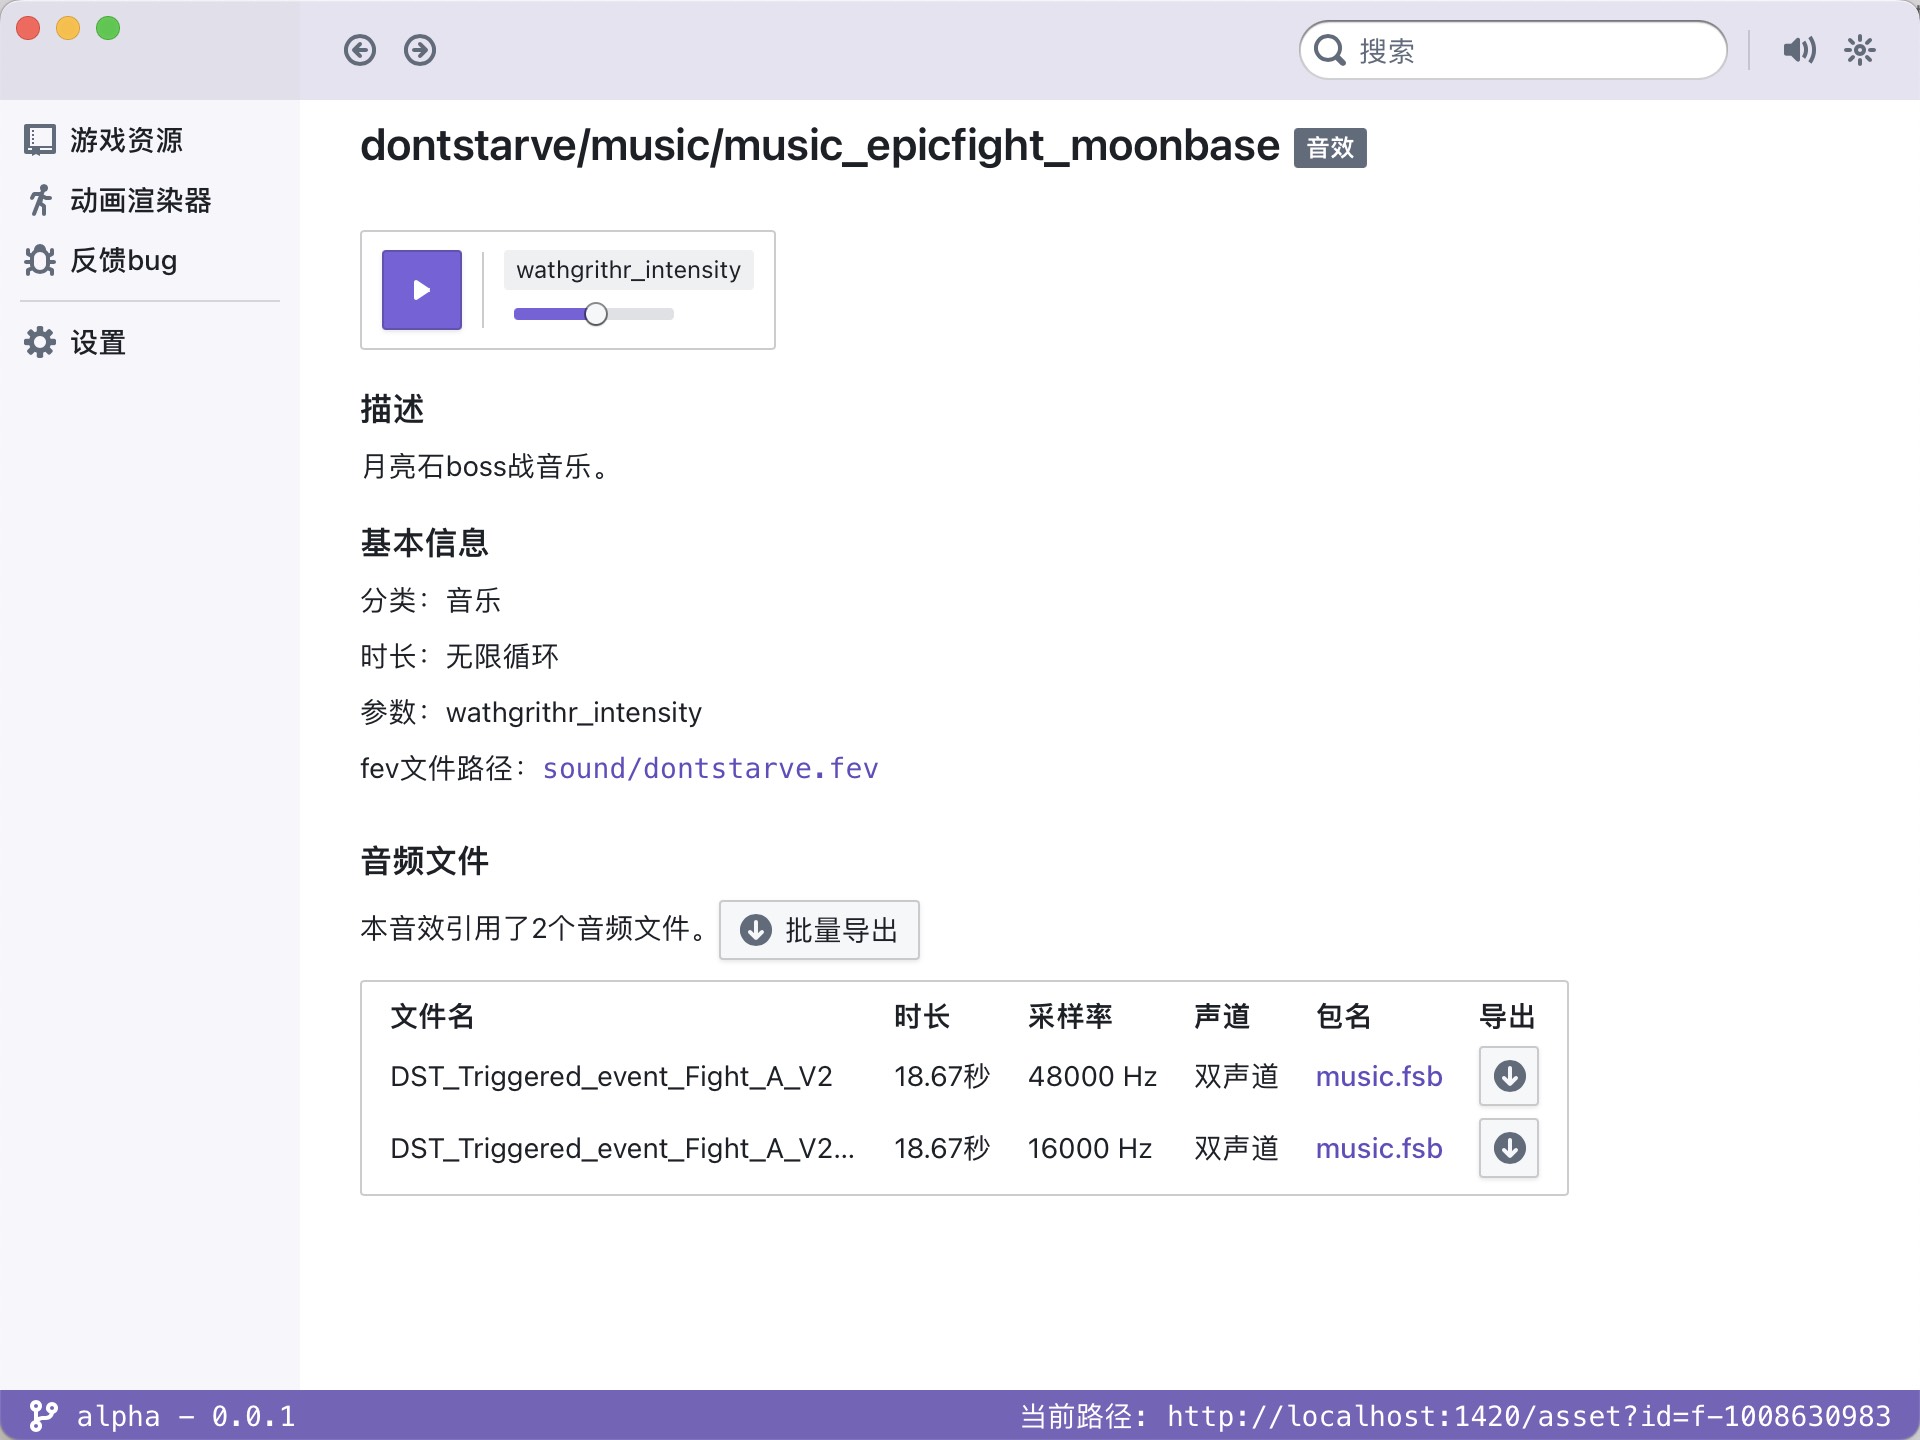 搜索
游戏资源
动画渲染器
反馈bug
设置
dontstarve/music/music_epicfight_moonbase 音效
wathgrithr_intensity
描述
月亮石boss战音乐。
基本信息
分类：音乐
时长：无限循环
参数：wathgrithr_intensity
fev文件路径：sound/dontstarve.fev
音频文件
本音效引用了2个音频文件。 批量导出
文件名 时长 采样率 声道 包名 导出
DST_Triggered_event_Fight_A_V2 18.67秒 48000 Hz 双声道 music.fsb
DST_Triggered_event_Fight_A_V2... 18.67秒 16000 Hz 双声道 music.fsb
alpha - 0.0.1 当前路径: http://localhost:1420/asset?id=f-1008630983